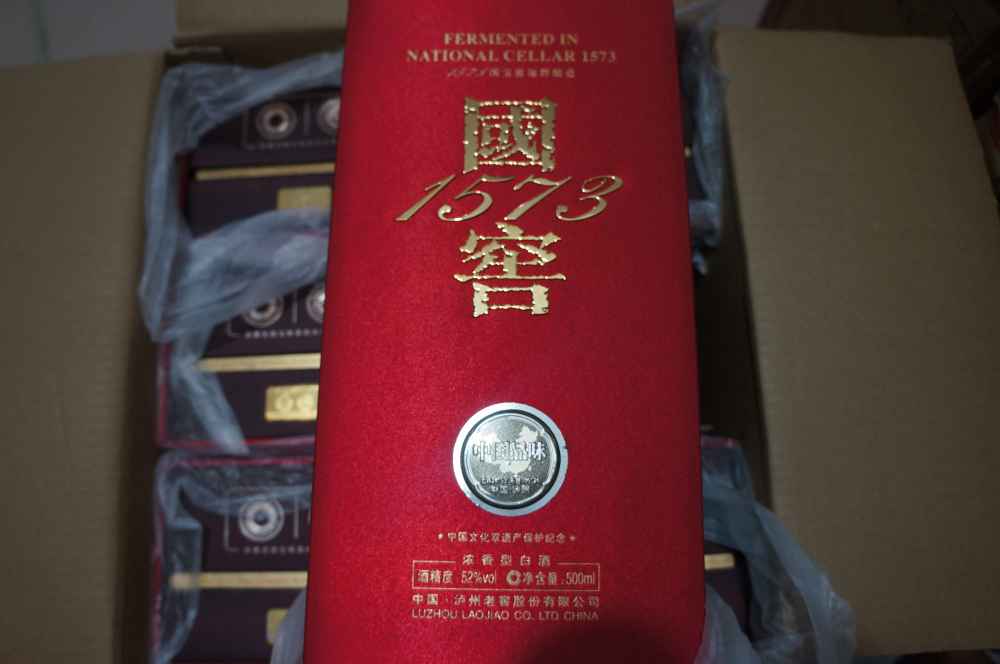 FERMENTED IN
NATIONAL CELLAR 1573
國
1573
窖
中国品味
中国文化双遗产保护纪念
浓香型白酒
酒精度 52%vol 净含量 500ml
中国·泸州老窖股份有限公司
LUZHOU LAOJIAO CO. LTD CHINA